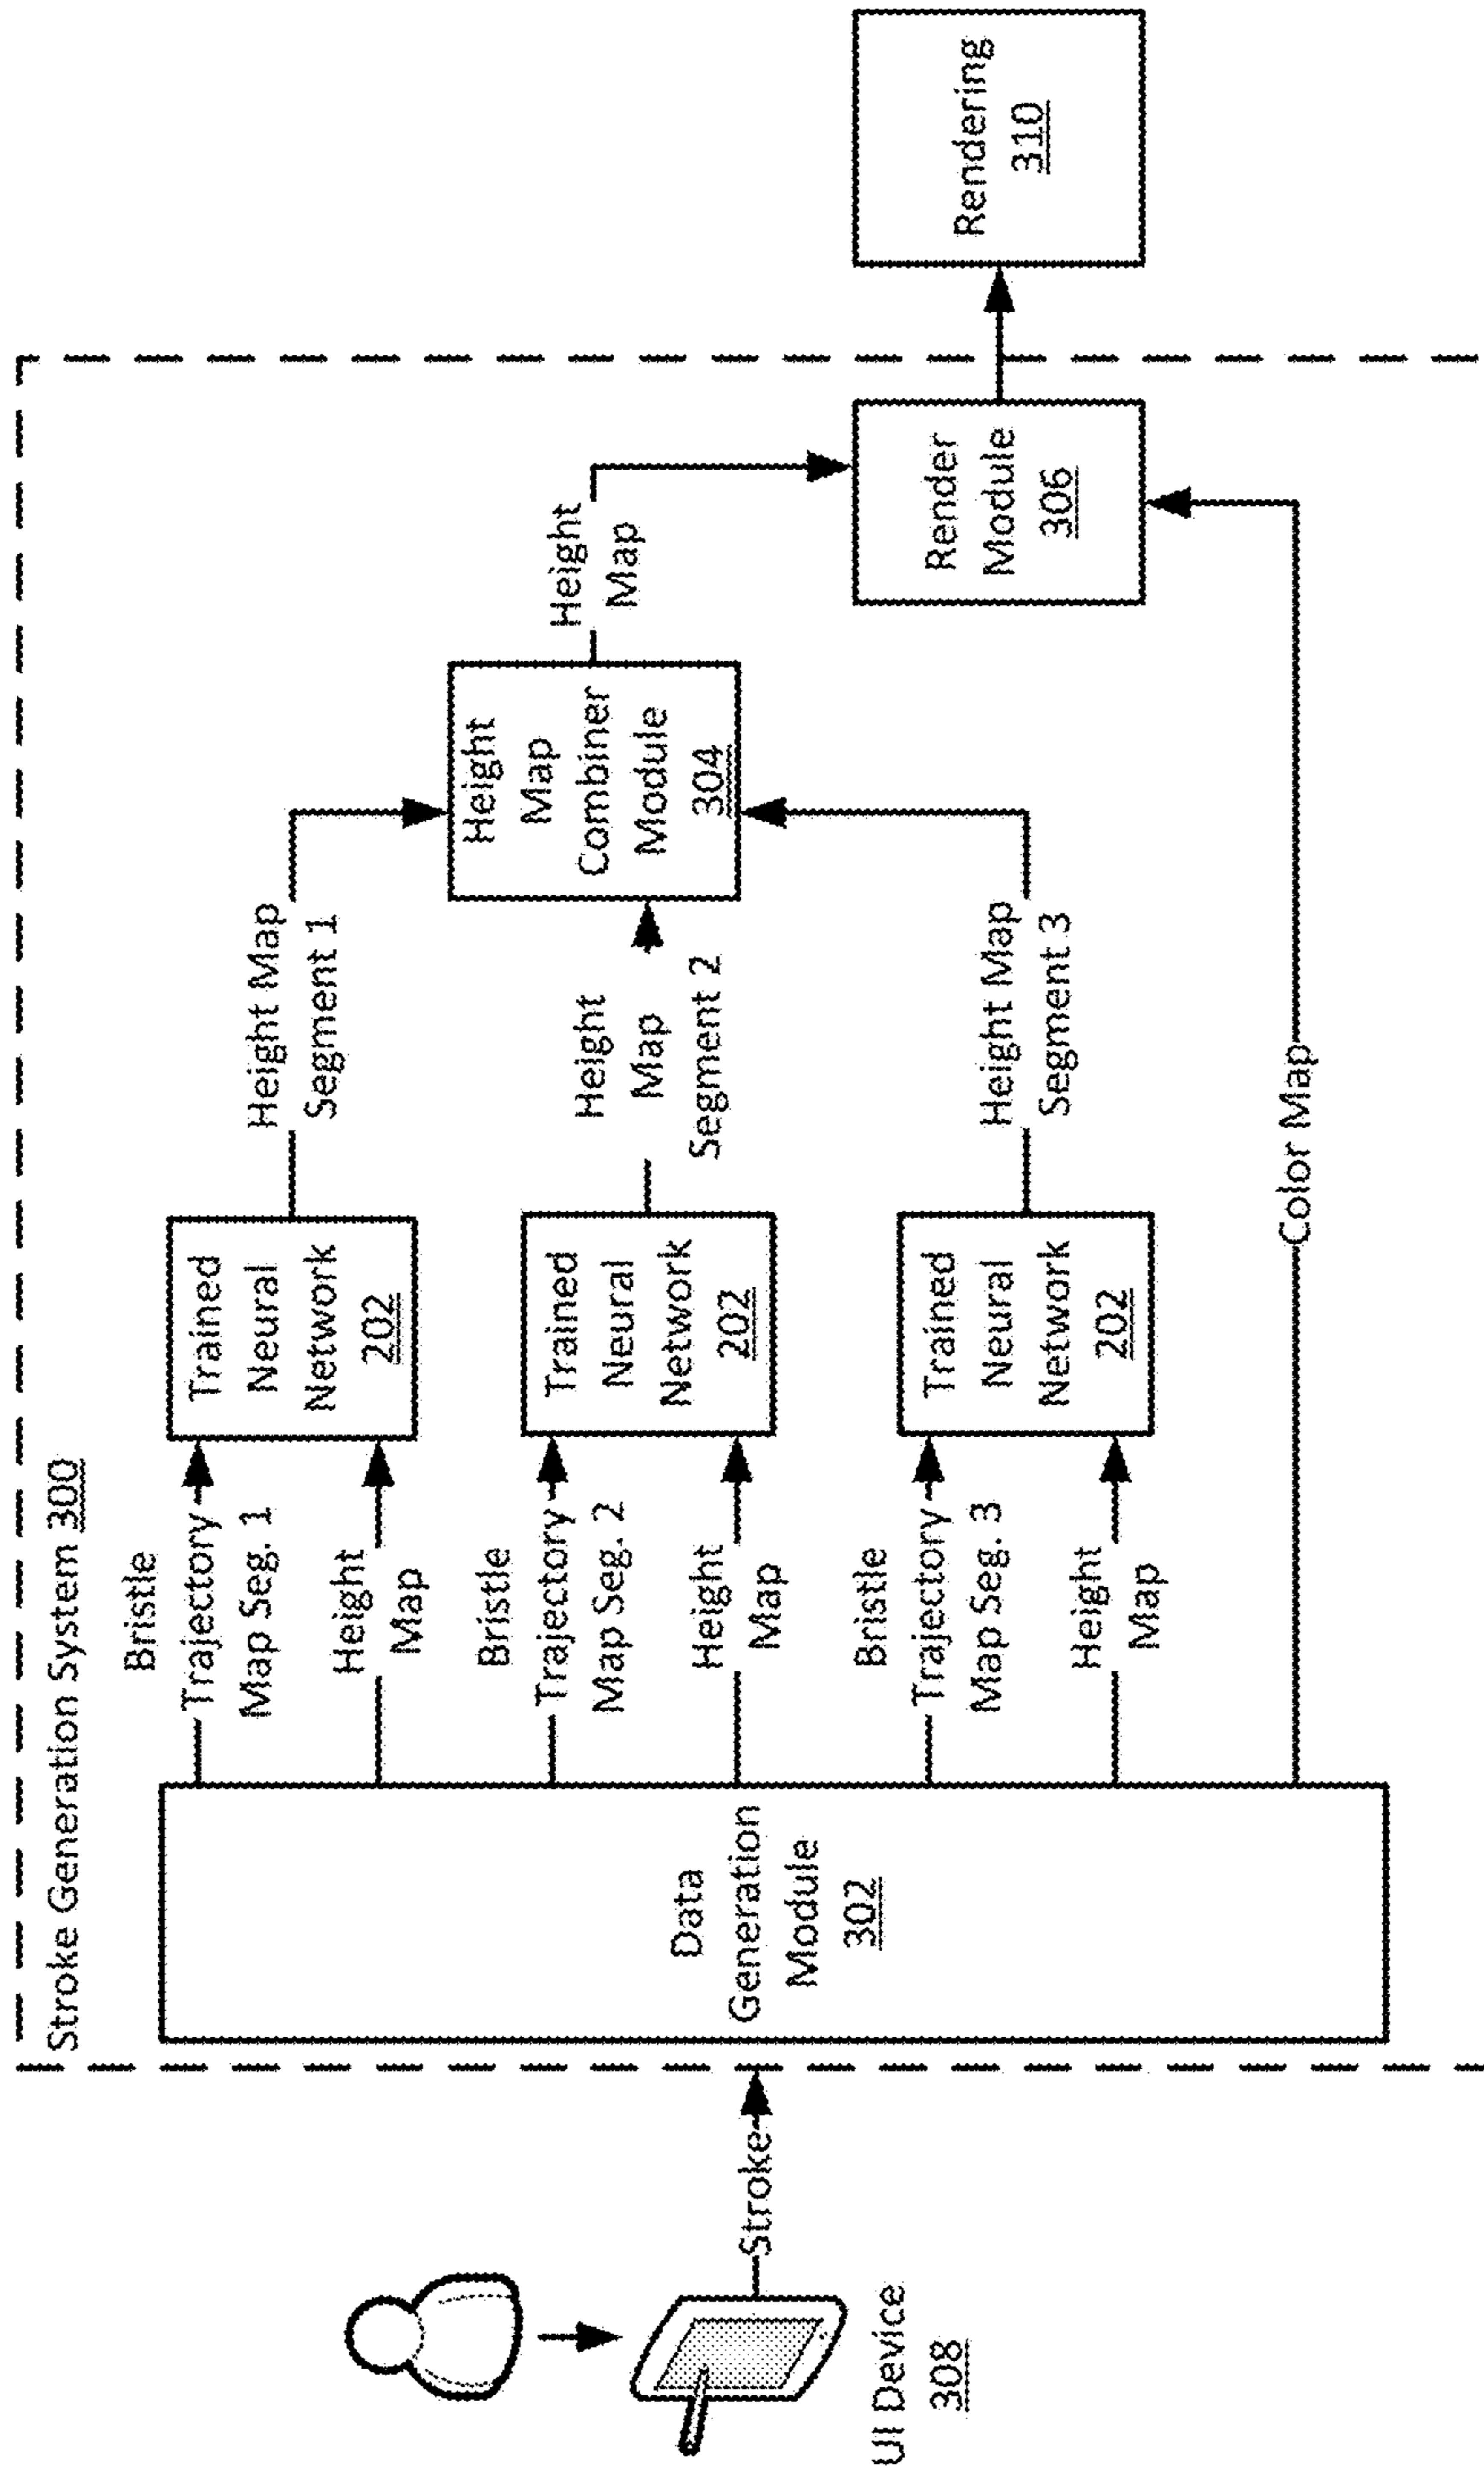 Stroke Generation System 300
UI Device
308
Stroke
Data
Generation
Module
302
Bristle
Trajectory
Map Seg. 1
Height
Map
Bristle
Trajectory
Map Seg. 2
Height
Map
Bristle
Trajectory
Map Seg. 3
Height
Map
Trained
Neural
Network
202
Trained
Neural
Network
202
Trained
Neural
Network
202
Height Map
Segment 1
Height
Map
Segment 2
Height Map
Segment 3
Color Map
Height
Map
Combiner
Module
304
Height
Map
Render
Module
306
Rendering
310